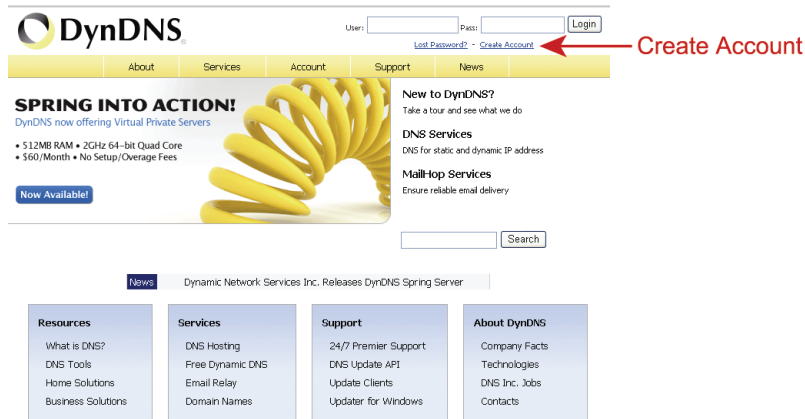 DynDNS
User:
Pass:
Login
Lost Password? - Create Account
Create Account
About Services Account Support News
SPRING INTO ACTION!
DynDNS now offering Virtual Private Servers
• 512MB RAM • 2GHz 64-bit Quad Core
• $60/Month • No Setup/Overage Fees
Now Available!
New to DynDNS?
Take a tour and see what we do
DNS Services
DNS for static and dynamic IP address
MailHop Services
Ensure reliable email delivery
Search
News Dynamic Network Services Inc. Releases DynDNS Spring Server
Resources
What is DNS?
DNS Tools
Home Solutions
Business Solutions
Services
DNS Hosting
Free Dynamic DNS
Email Relay
Domain Names
Support
24/7 Premier Support
DNS Update API
Update Clients
Updater for Windows
About DynDNS
Company Facts
Technologies
DNS Inc. Jobs
Contacts